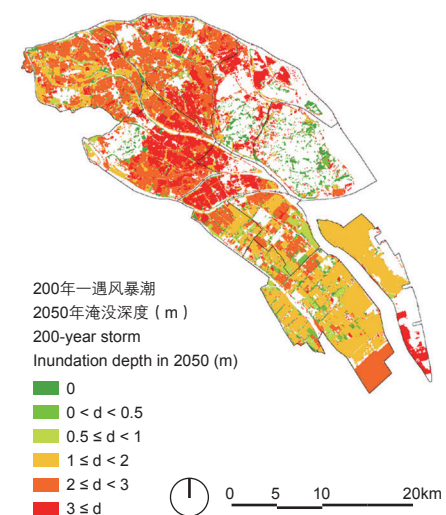 200年一遇风暴潮
2050年淹没深度（m）
200-year storm
Inundation depth in 2050 (m)
0
0 < d < 0.5
0.5 ≤ d < 1
1 ≤ d < 2
2 ≤ d < 3
3 ≤ d
0 5 10 20km